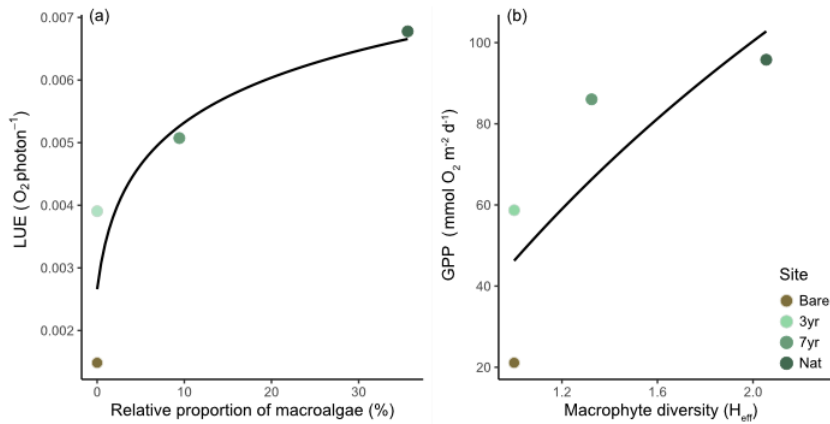 (a)
0.007
0.006
0.005
0.004
0.003
0.002
LUE (O₂ photon⁻¹)
0
10
20
30
Relative proportion of macroalgae (%)
(b)
100
80
60
40
20
GPP (mmol O₂ m⁻² d⁻¹)
1.2
1.6
2.0
Macrophyte diversity (H_eff)
Site
Bare
3yr
7yr
Nat